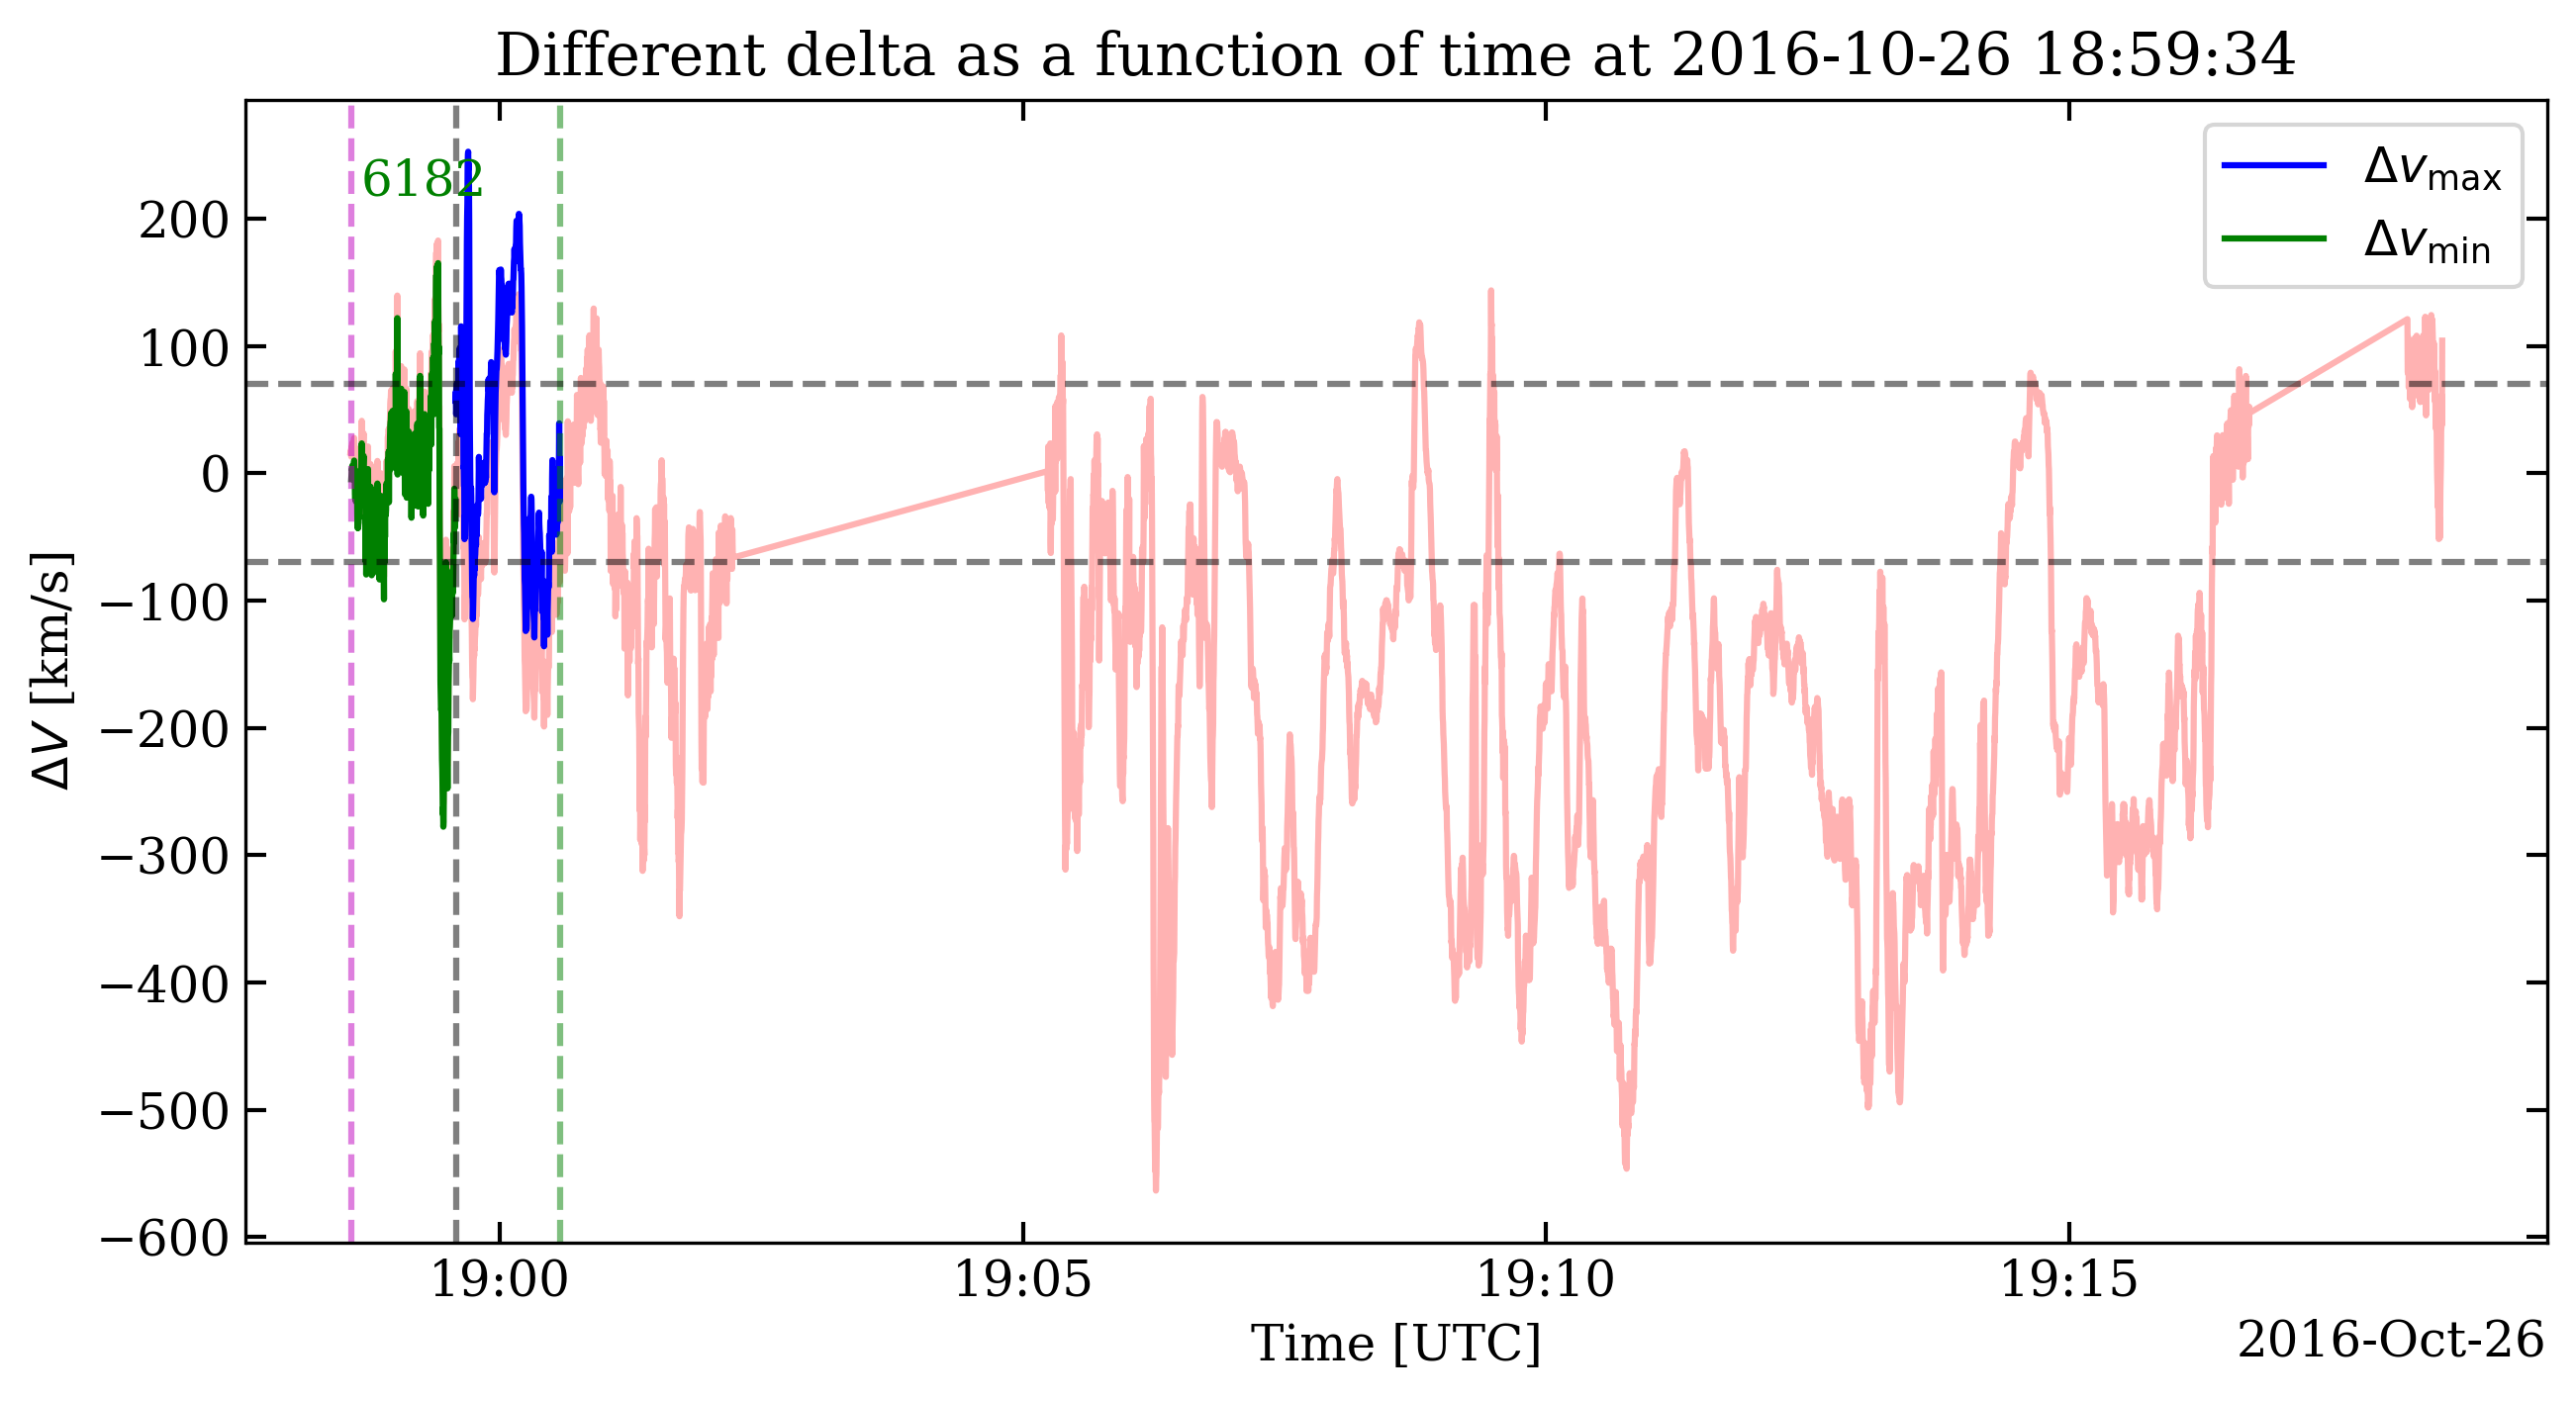 Different delta as a function of time at 2016-10-26 18:59:34
6182
Δv_max
Δv_min
ΔV [km/s]
200
100
0
−100
−200
−300
−400
−500
−600
19:00
19:05
19:10
19:15
Time [UTC]
2016-Oct-26